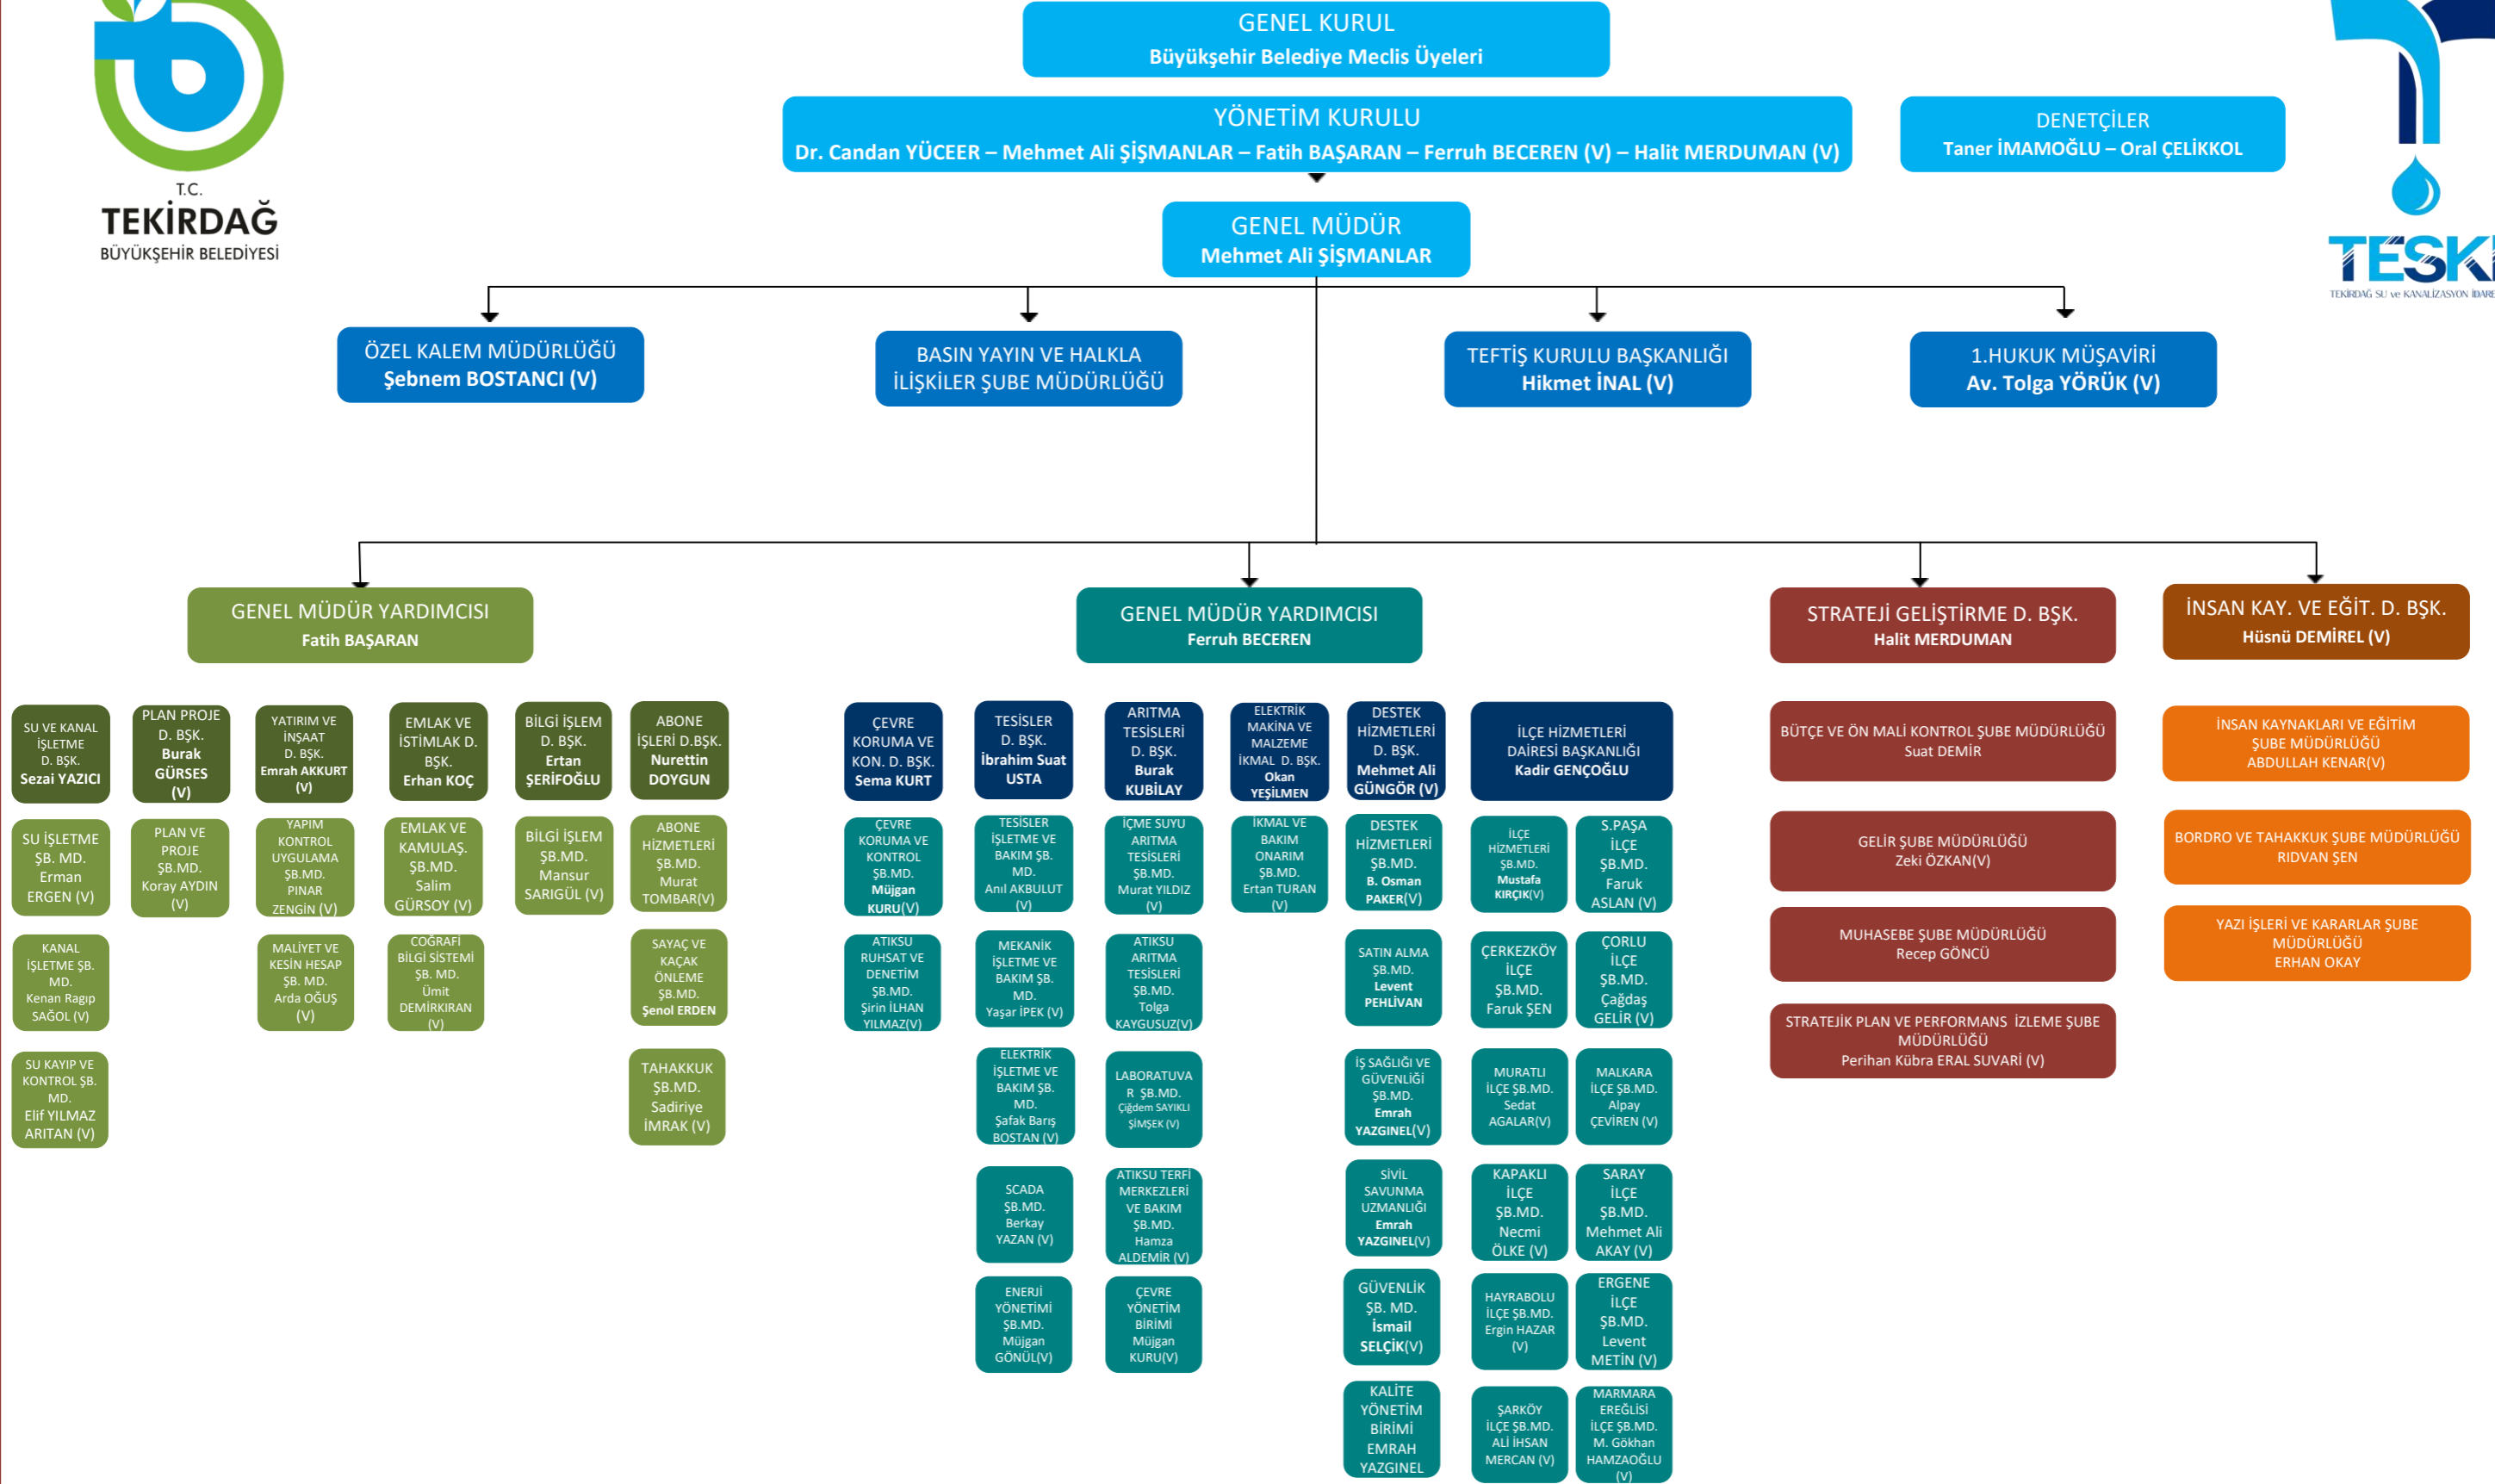 GENEL KURUL
Büyükşehir Belediye Meclis Üyeleri
YÖNETİM KURULU
Dr. Candan YÜCEER – Mehmet Ali ŞİŞMANLAR – Fatih BAŞARAN – Ferruh BECEREN (V) – Halit MERDUMAN (V)
DENETÇİLER
Taner İMAMOĞLU – Oral ÇELİKKOL
T.C.
TEKİRDAĞ
BÜYÜKŞEHİR BELEDİYESİ
GENEL MÜDÜR
Mehmet Ali ŞİŞMANLAR
TESKİ
TEKİRDAĞ SU ve KANALİZASYON İDARE
ÖZEL KALEM MÜDÜRLÜĞÜ
Şebnem BOSTANCI (V)
BASIN YAYIN VE HALKLA
İLİŞKİLER ŞUBE MÜDÜRLÜĞÜ
TEFTİŞ KURULU BAŞKANLIĞI
Hikmet İNAL (V)
1.HUKUK MÜŞAVİRİ
Av. Tolga YÖRÜK (V)
GENEL MÜDÜR YARDIMCISI
Fatih BAŞARAN
GENEL MÜDÜR YARDIMCISI
Ferruh BECEREN
STRATEJİ GELİŞTİRME D. BŞK.
Halit MERDUMAN
İNSAN KAY. VE EĞİT. D. BŞK.
Hüsnü DEMİREL (V)
SU VE KANAL
İŞLETME
D. BŞK.
Sezai YAZICI
PLAN PROJE
D. BŞK.
Burak
GÜRSES
(V)
YATIRIM VE
İNŞAAT
D. BŞK.
Emrah AKKURT
(V)
EMLAK VE
İSTİMLAK D.
BŞK.
Erhan KOÇ
BİLGİ İŞLEM
D. BŞK.
Ertan
ŞERİFOĞLU
ABONE
İŞLERİ D.BŞK.
Nurettin
DOYGUN
ÇEVRE
KORUMA VE
KON. D. BŞK.
Sema KURT
TESİSLER
D. BŞK.
İbrahim Suat
USTA
ARITMA
TESİSLERİ
D. BŞK.
Burak
KUBİLAY
ELEKTRİK
MAKİNA VE
MALZEME
İKMAL D. BŞK.
Okan
YEŞİLMEN
DESTEK
HİZMETLERİ
D. BŞK.
Mehmet Ali
GÜNGÖR (V)
İLÇE HİZMETLERİ
DAİRESİ BAŞKANLIĞI
Kadir GENÇOĞLU
BÜTÇE VE ÖN MALİ KONTROL ŞUBE MÜDÜRLÜĞÜ
Suat DEMİR
İNSAN KAYNAKLARI VE EĞİTİM
ŞUBE MÜDÜRLÜĞÜ
ABDULLAH KENAR(V)
SU İŞLETME
ŞB. MD.
Erman
ERGEN (V)
PLAN VE
PROJE
ŞB.MD.
Koray AYDIN
(V)
YAPIM
KONTROL
UYGULAMA
ŞB.MD.
PINAR
ZENGİN (V)
EMLAK VE
KAMULAŞ.
ŞB.MD.
Salim
GÜRSOY (V)
BİLGİ İŞLEM
ŞB.MD.
Mansur
SARIGÜL (V)
ABONE
HİZMETLERİ
ŞB.MD.
Murat
TOMBAR(V)
ÇEVRE
KORUMA VE
KONTROL
ŞB.MD.
Müjgan
KURU(V)
TESİSLER
İŞLETME VE
BAKIM ŞB.
MD.
Anıl AKBULUT
(V)
İÇME SUYU
ARITMA
TESİSLERİ
ŞB.MD.
Murat YILDIZ
(V)
İKMAL VE
BAKIM
ONARIM
ŞB.MD.
Ertan TURAN
(V)
DESTEK
HİZMETLERİ
ŞB.MD.
B. Osman
PAKER(V)
İLÇE
HİZMETLERİ
ŞB.MD.
Mustafa
KIRÇIK(V)
S.PAŞA
İLÇE
ŞB.MD.
Faruk
ASLAN (V)
GELİR ŞUBE MÜDÜRLÜĞÜ
Zeki ÖZKAN(V)
BORDRO VE TAHAKKUK ŞUBE MÜDÜRLÜĞÜ
RIDVAN ŞEN
KANAL
İŞLETME ŞB.
MD.
Kenan Ragıp
SAĞOL (V)
MALİYET VE
KESİN HESAP
ŞB. MD.
Arda OĞUŞ
(V)
COĞRAFİ
BİLGİ SİSTEMİ
ŞB. MD.
Ümit
DEMİRKIRAN
(V)
SAYAÇ VE
KAÇAK
ÖNLEME
ŞB.MD.
Şenol ERDEN
ATIKSU
RUHSAT VE
DENETİM
ŞB.MD.
Şirin İLHAN
YILMAZ(V)
MEKANİK
İŞLETME VE
BAKIM ŞB.
MD.
Yaşar İPEK (V)
ATIKSU
ARITMA
TESİSLERİ
ŞB.MD.
Tolga
KAYGUSUZ(V)
SATIN ALMA
ŞB.MD.
Levent
PEHLİVAN
ÇERKEZKÖY
İLÇE
ŞB.MD.
Faruk ŞEN
ÇORLU
İLÇE
ŞB.MD.
Çağdaş
GELİR (V)
MUHASEBE ŞUBE MÜDÜRLÜĞÜ
Recep GÖNCÜ
YAZI İŞLERİ VE KARARLAR ŞUBE
MÜDÜRLÜĞÜ
ERHAN OKAY
SU KAYIP VE
KONTROL ŞB.
MD.
Elif YILMAZ
ARITAN (V)
TAHAKKUK
ŞB.MD.
Sadiriye
İMRAK (V)
ELEKTRİK
İŞLETME VE
BAKIM ŞB.
MD.
Şafak Barış
BOSTAN (V)
LABORATUVA
R ŞB.MD.
Çiğdem SAYIKLI
ŞİMŞEK (V)
İŞ SAĞLIĞI VE
GÜVENLİĞİ
ŞB.MD.
Emrah
YAZGINEL(V)
MURATLI
İLÇE ŞB.MD.
Sedat
AGALAR(V)
MALKARA
İLÇE ŞB.MD.
Alpay
ÇEVİREN (V)
STRATEJİK PLAN VE PERFORMANS İZLEME ŞUBE
MÜDÜRLÜĞÜ
Perihan Kübra ERAL SUVARİ (V)
SCADA
ŞB.MD.
Berkay
YAZAN (V)
ATIKSU TERFİ
MERKEZLERİ
VE BAKIM
ŞB.MD.
Hamza
ALDEMİR (V)
SİVİL
SAVUNMA
UZMANLIĞI
Emrah
YAZGINEL(V)
KAPAKLI
İLÇE
ŞB.MD.
Necmi
ÖLKE (V)
SARAY
İLÇE
ŞB.MD.
Mehmet Ali
AKAY (V)
ENERJİ
YÖNETİMİ
ŞB.MD.
Müjgan
GÖNÜL(V)
ÇEVRE
YÖNETİM
BİRİMİ
Müjgan
KURU(V)
GÜVENLİK
ŞB. MD.
İsmail
SELÇİK(V)
HAYRABOLU
İLÇE ŞB.MD.
Ergin HAZAR
(V)
ERGENE
İLÇE
ŞB.MD.
Levent
METİN (V)
KALİTE
YÖNETİM
BİRİMİ
EMRAH
YAZGINEL
ŞARKÖY
İLÇE ŞB.MD.
ALİ İHSAN
MERCAN (V)
MARMARA
EREĞLİSİ
İLÇE ŞB.MD.
M. Gökhan
HAMZAOĞLU
(V)